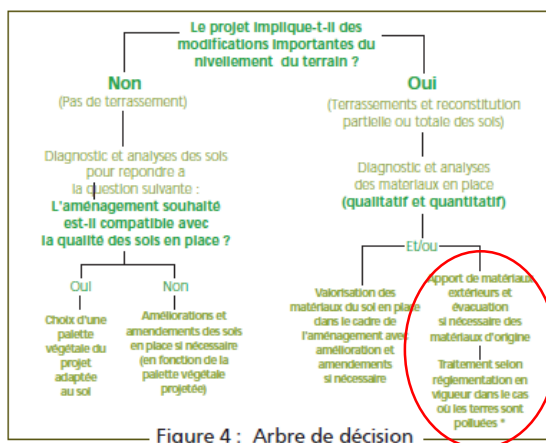 Le projet implique-t-il des
modifications importantes du
nivellement du terrain ?
Non
(Pas de terrassement)
Diagnostic et analyses des sols
pour repondre a
la question suivante :
L'aménagement souhaité
est-il compatible avec
la qualité des sols en place ?
Oui
Choix d'une
palette
végétale du
projet
adaptée
au sol
Non
Améliorations et
amendements des sols
en place si nécessaire
(en fonction de la
palette végétale
projetée)
Oui
(Terrassements et reconstitution
partielle ou totale des sols)
Diagnostic et analyses
des materiaux en place
(qualitatif et quantitatif)
Et/ou
Valorisation des
matériaux du sol en place
dans le cadre de
l'aménagement avec
amélioration et
amendements
si nécessaire
Apport de matériaux
extérieurs et
évacuation
si nécessaire des
matériaux d'origine
Traitement selon
réglementation en
vigueur dans le cas
où les terres sont
polluées *
Figure 4 : Arbre de décision